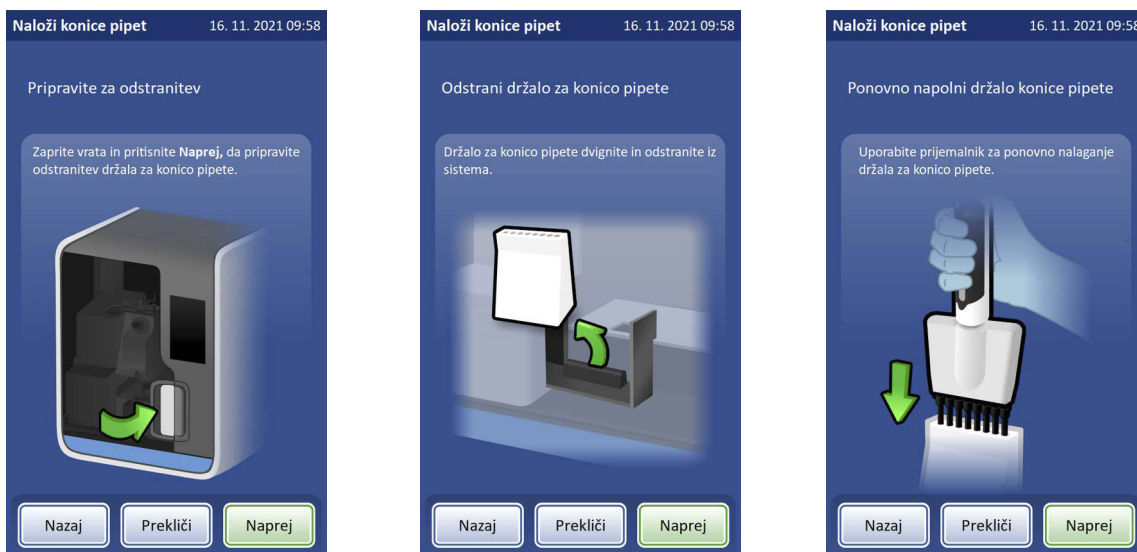 Naloži konice pipet 16. 11. 2021 09:58
Pripravite za odstranitev
Zaprite vrata in pritisnite Naprej, da pripravite
odstranitev držala za konico pipete.
Nazaj Prekliči Naprej
Naloži konice pipet 16. 11. 2021 09:58
Odstrani držalo za konico pipete
Držalo za konico pipete dvignite in odstranite iz
sistema.
Nazaj Prekliči Naprej
Naloži konice pipet 16. 11. 2021 09:58
Ponovno napolni držalo konice pipete
Uporabite prijemalnik za ponovno nalaganje
držala za konico pipete.
Nazaj Prekliči Naprej